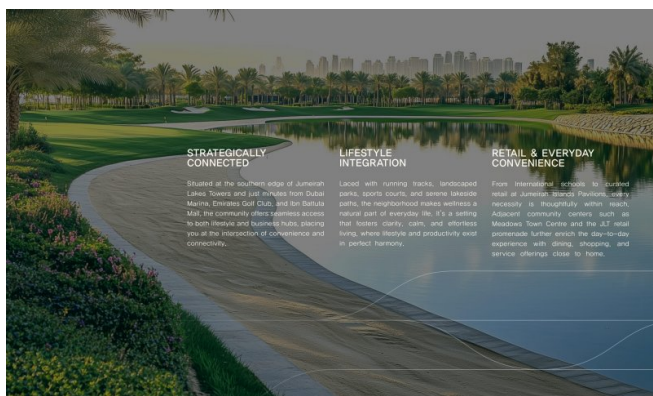 STRATEGICALLY
CONNECTED
Situated at the southern edge of Jumeirah
Lakes Towers and just minutes from Dubai
Marina, Emirates Golf Club, and Ibn Battuta
Mall, the community offers seamless access
to both lifestyle and business hubs, placing
you at the intersection of convenience and
connectivity.
LIFESTYLE
INTEGRATION
Laced with running tracks, landscaped
parks, sports courts, and serene lakeside
paths, the neighborhood makes wellness a
natural part of everyday life. It's a setting
that fosters clarity, calm, and effortless
living, where lifestyle and productivity exist
in perfect harmony.
RETAIL & EVERYDAY
CONVENIENCE
From international schools to curated
retail at Jumeirah Islands Pavilions, every
necessity is thoughtfully within reach.
Adjacent community centers such as
Meadows Town Centre and the JLT retail
promenade further enrich the day-to-day
experience with dining, shopping, and
service offerings close to home.